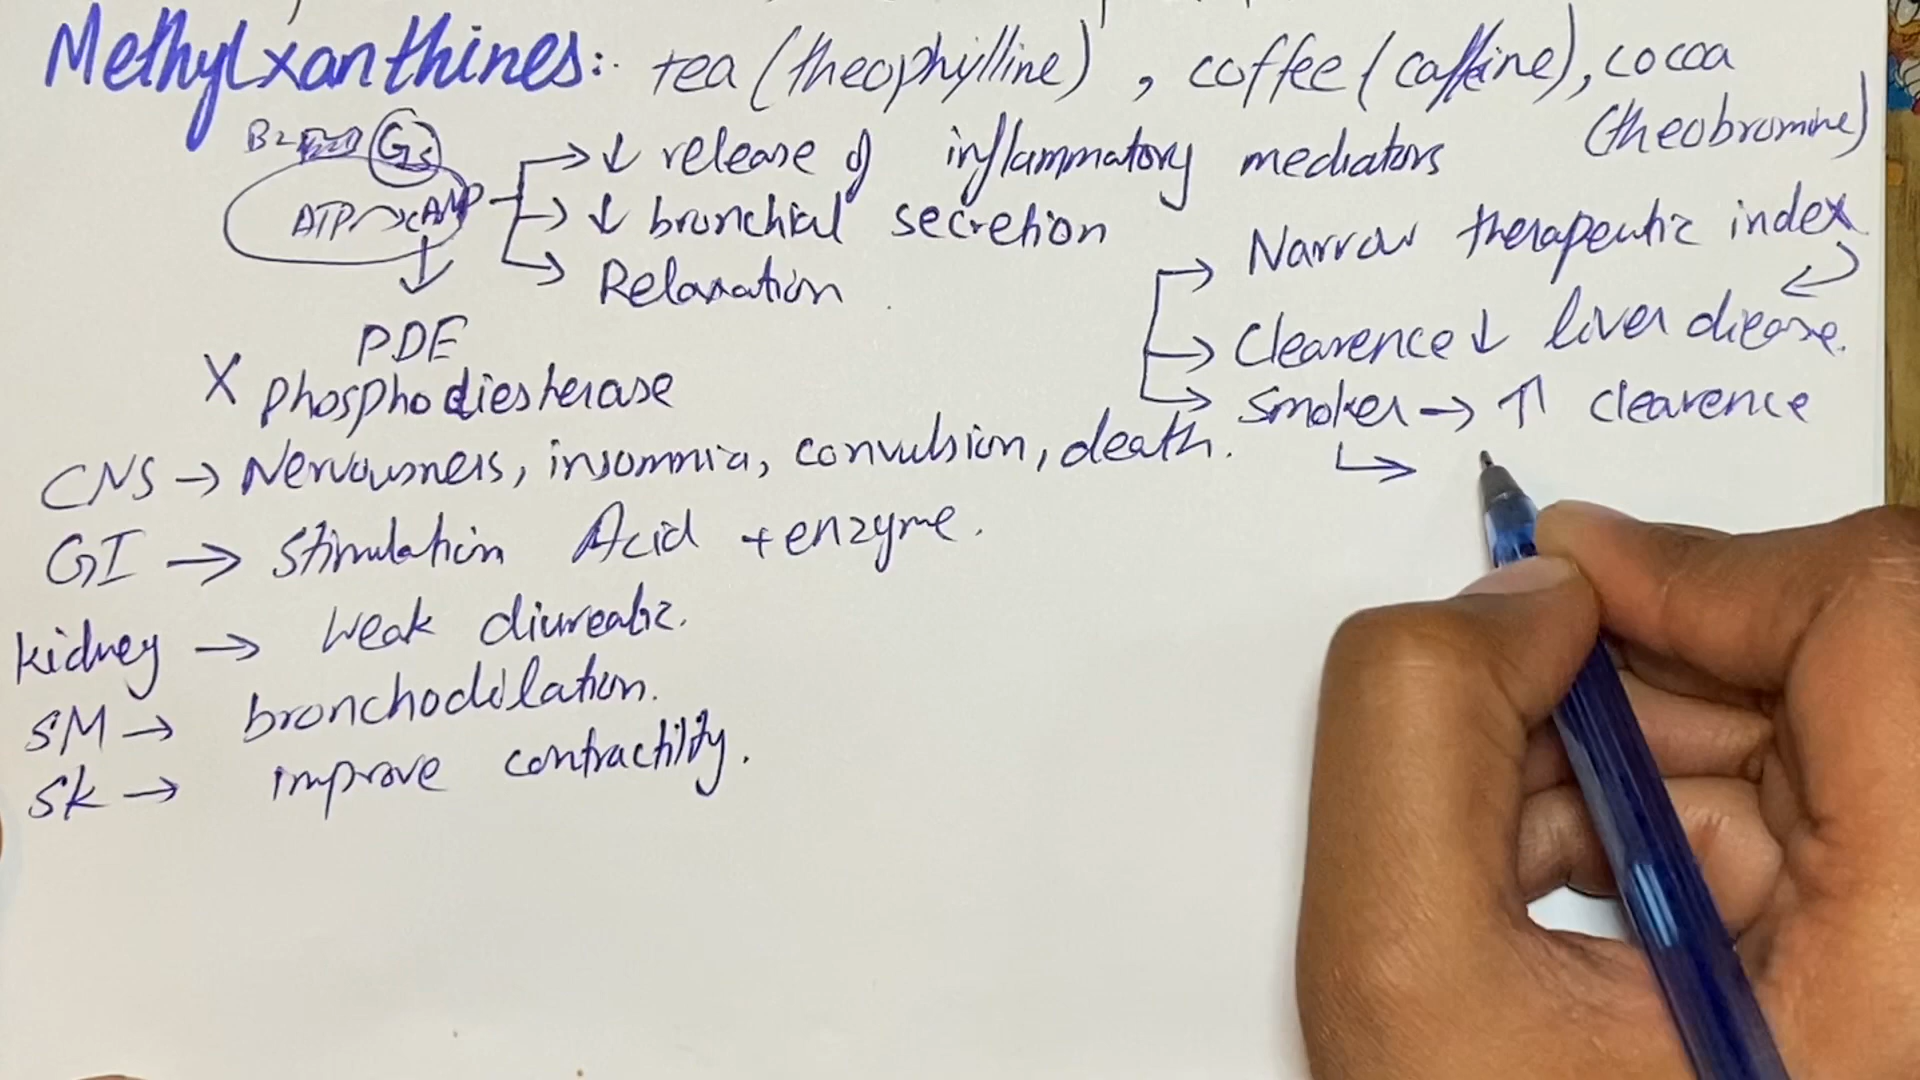 Methylxanthines: tea (theophylline), coffee (caffeine), cocoa
(theobromine)
B2 Gs
ATP → cAMP
→ ↓ release of inflammatory mediators
→ ↓ bronchial secretion
→ Relaxation
PDE
X phosphodiesterase
→ Narrow therapeutic index
→ Clearence ↓ liver diease.
→ Smoker → ↑ clearence
CNS → Nervousness, insomnia, convulsion, death.
GI → Stimulation Acid + enzyme.
kidney → Weak diureatic.
SM → bronchodilation.
Sk → improve contractility.